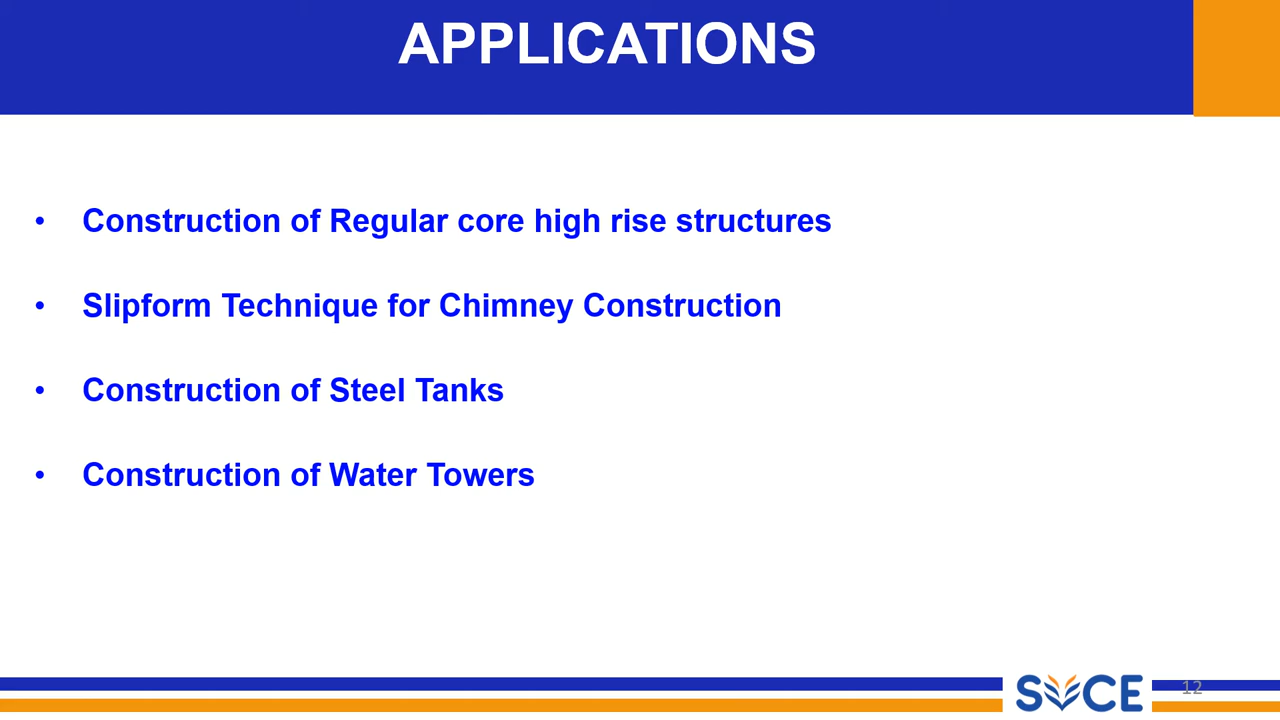 APPLICATIONS
• Construction of Regular core high rise structures
• Slipform Technique for Chimney Construction
• Construction of Steel Tanks
• Construction of Water Towers
SVCE
12